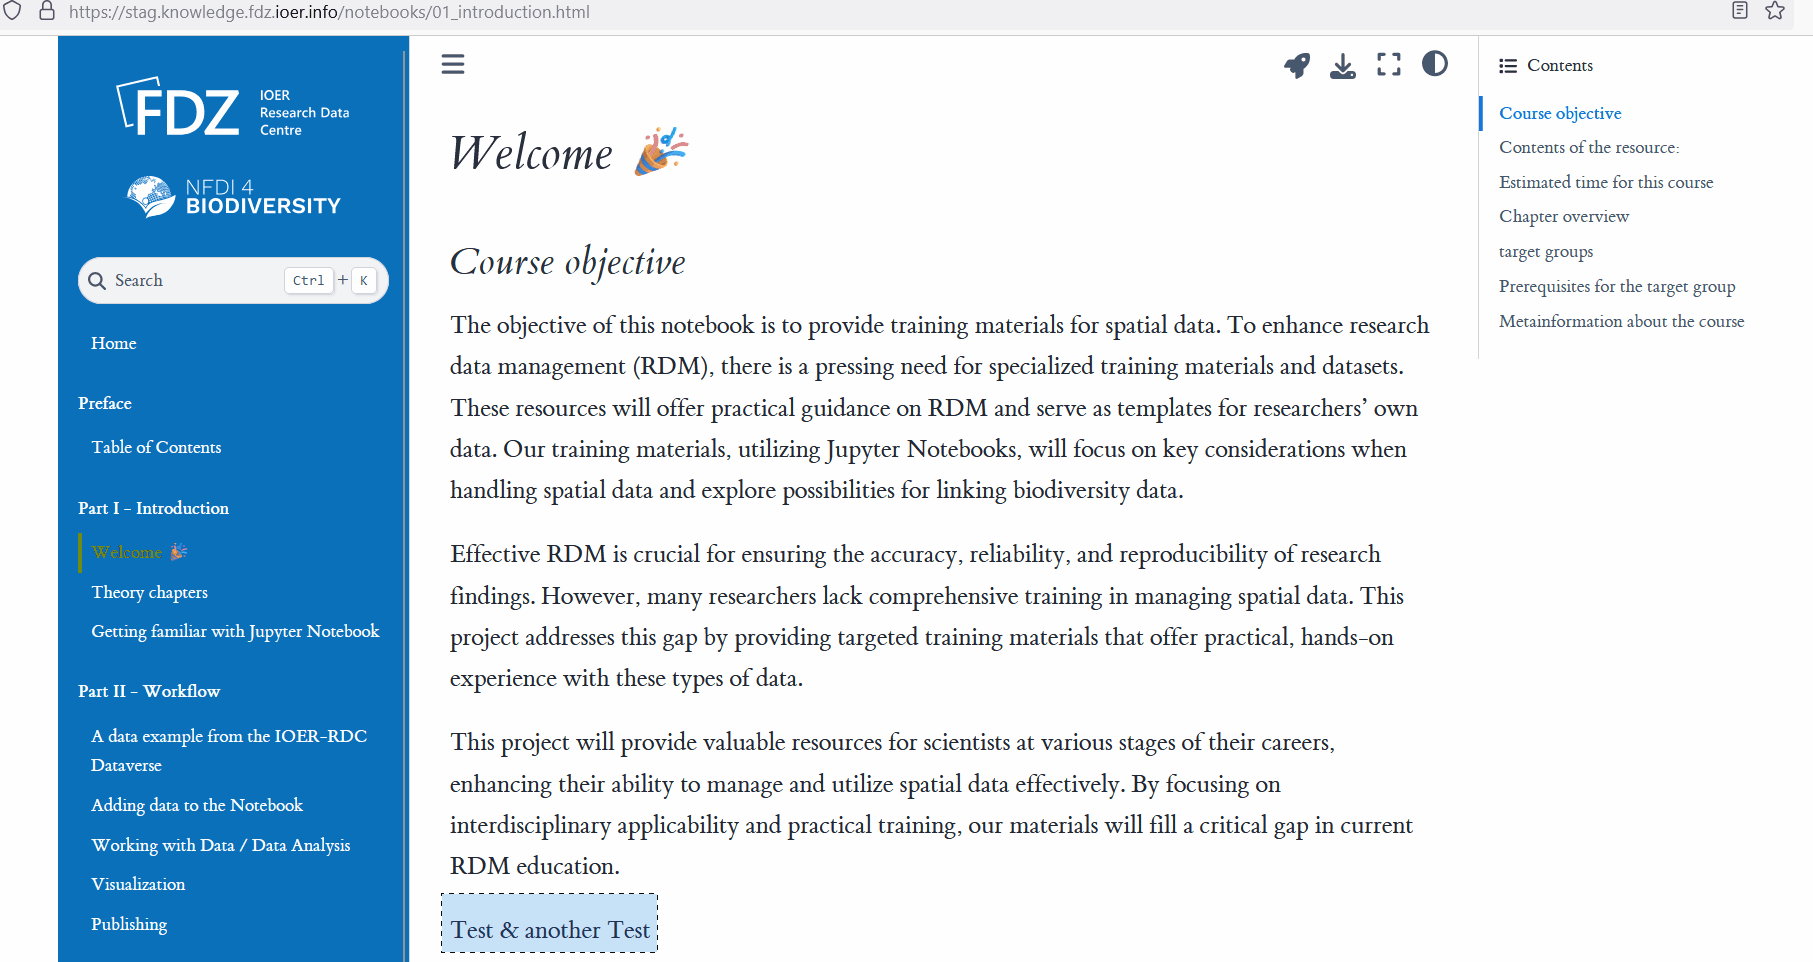 https://stag.knowledge.fdz.ioer.info/notebooks/01_introduction.html
FDZ
IOER
Research Data
Centre
NFDI 4
BIODIVERSITY
Search Ctrl + K
Home
Preface
Table of Contents
Part I - Introduction
Welcome 🎉
Theory chapters
Getting familiar with Jupyter Notebook
Part II - Workflow
A data example from the IOER-RDC
Dataverse
Adding data to the Notebook
Working with Data / Data Analysis
Visualization
Publishing
Welcome 🎉
Course objective
The objective of this notebook is to provide training materials for spatial data. To enhance research
data management (RDM), there is a pressing need for specialized training materials and datasets.
These resources will offer practical guidance on RDM and serve as templates for researchers’ own
data. Our training materials, utilizing Jupyter Notebooks, will focus on key considerations when
handling spatial data and explore possibilities for linking biodiversity data.
Effective RDM is crucial for ensuring the accuracy, reliability, and reproducibility of research
findings. However, many researchers lack comprehensive training in managing spatial data. This
project addresses this gap by providing targeted training materials that offer practical, hands-on
experience with these types of data.
This project will provide valuable resources for scientists at various stages of their careers,
enhancing their ability to manage and utilize spatial data effectively. By focusing on
interdisciplinary applicability and practical training, our materials will fill a critical gap in current
RDM education.
Test & another Test
Contents
Course objective
Contents of the resource:
Estimated time for this course
Chapter overview
target groups
Prerequisites for the target group
Metainformation about the course